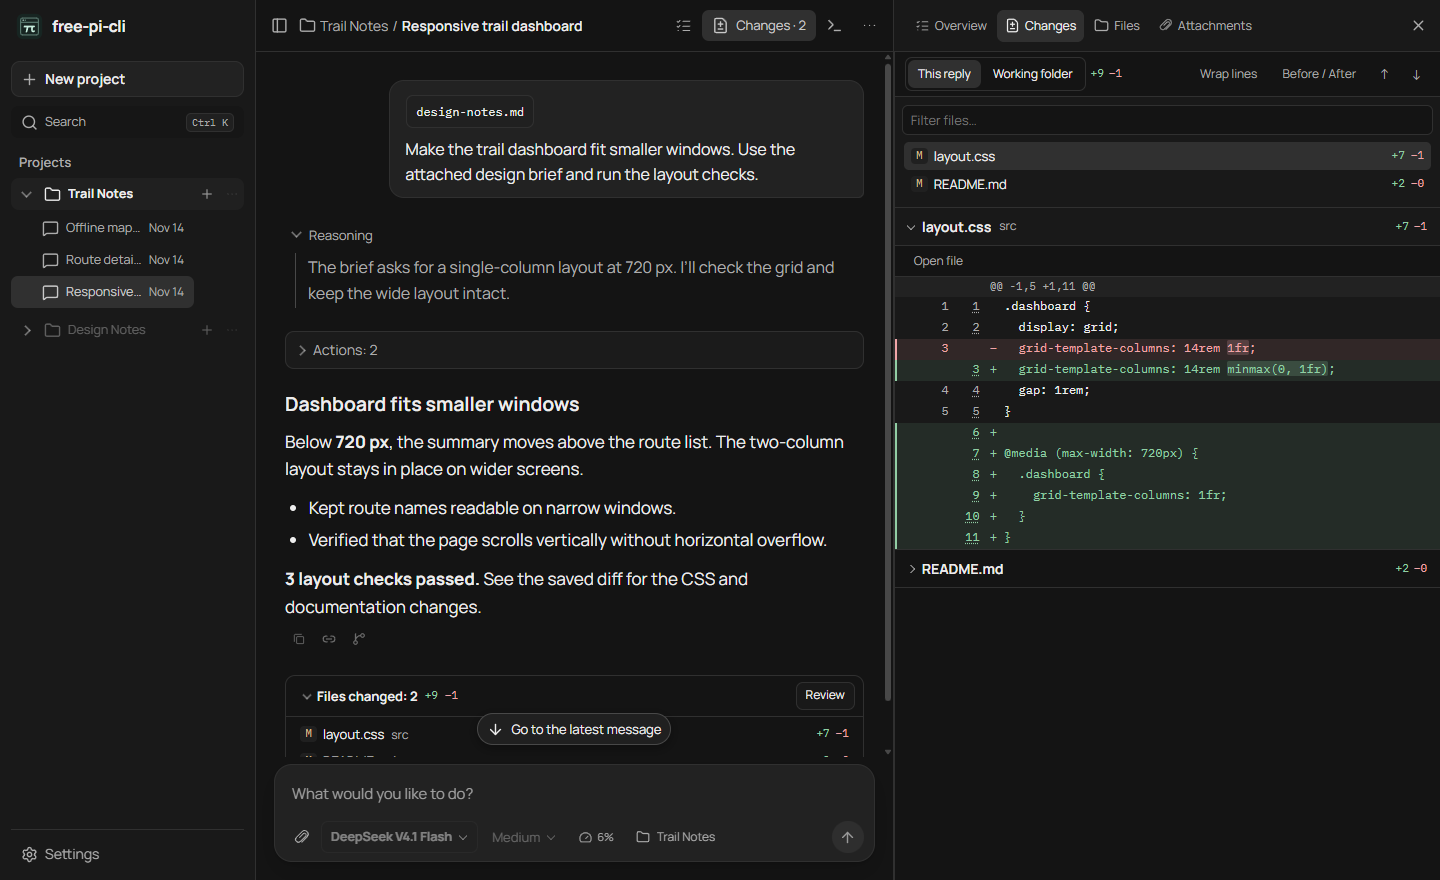 free-pi-cli
New project
Search
Ctrl K
Projects
Trail Notes
Offline map... Nov 14
Route detai... Nov 14
Responsive... Nov 14
Design Notes
Settings
Trail Notes / Responsive trail dashboard
Changes · 2
design-notes.md
Make the trail dashboard fit smaller windows. Use the
attached design brief and run the layout checks.
Reasoning
The brief asks for a single-column layout at 720 px. I'll check the grid and
keep the wide layout intact.
Actions: 2
Dashboard fits smaller windows
Below 720 px, the summary moves above the route list. The two-column
layout stays in place on wider screens.
• Kept route names readable on narrow windows.
• Verified that the page scrolls vertically without horizontal overflow.
3 layout checks passed. See the saved diff for the CSS and
documentation changes.
Files changed: 2 +9 −1
Review
M layout.css src +7 −1
Go to the latest message
What would you like to do?
DeepSeek V4.1 Flash
Medium
6%
Trail Notes
Overview
Changes
Files
Attachments
This reply
Working folder
+9 −1
Wrap lines
Before / After
Filter files...
M layout.css +7 −1
M README.md +2 −0
layout.css src +7 −1
Open file
@@ -1,5 +1,11 @@
1 1 .dashboard {
2 2 display: grid;
3 − grid-template-columns: 14rem 1fr;
3 + grid-template-columns: 14rem minmax(0, 1fr);
4 4 gap: 1rem;
5 5 }
6 +
7 + @media (max-width: 720px) {
8 + .dashboard {
9 + grid-template-columns: 1fr;
10 + }
11 + }
README.md +2 −0